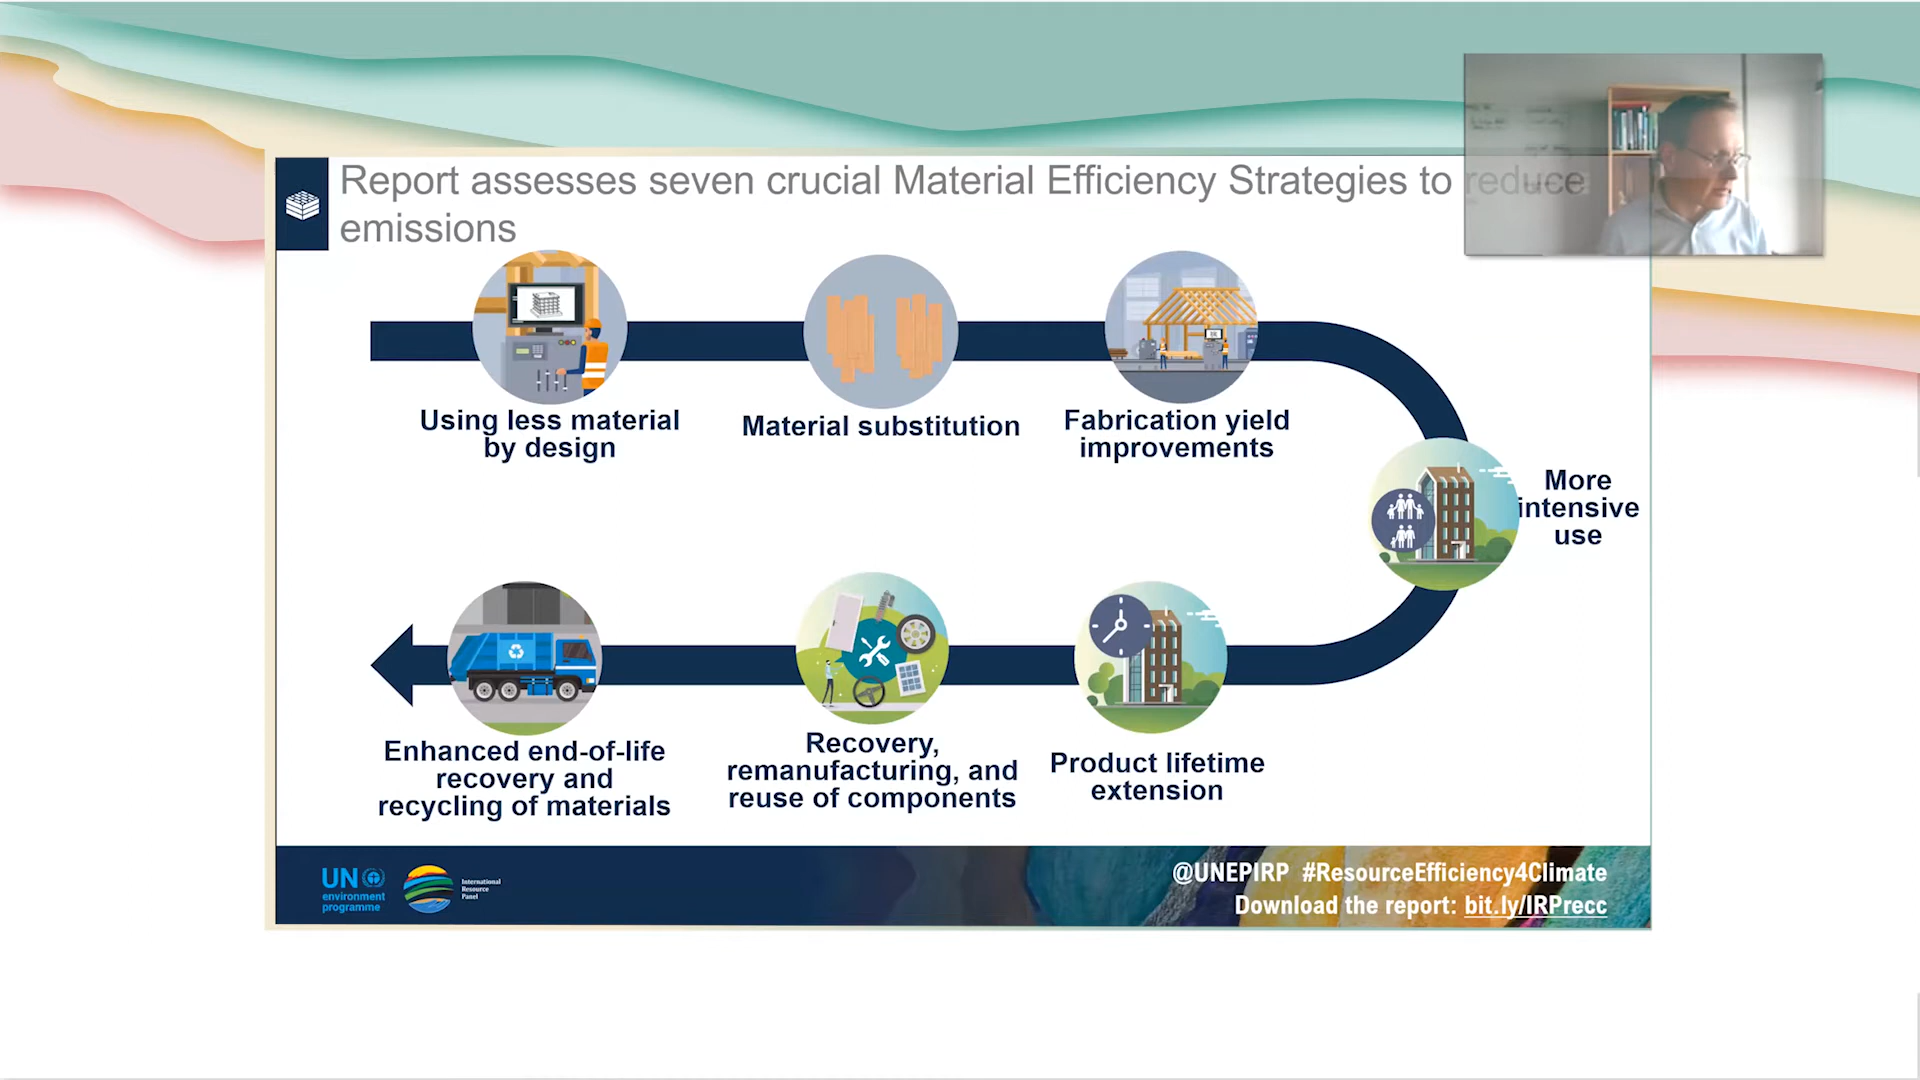 Report assesses seven crucial Material Efficiency Strategies to reduce
emissions
Using less material
by design
Material substitution
Fabrication yield
improvements
More
intensive
use
Enhanced end-of-life
recovery and
recycling of materials
Recovery,
remanufacturing, and
reuse of components
Product lifetime
extension
UN
environment
programme
International
Resource
Panel
@UNEPIRP #ResourceEfficiency4Climate
Download the report: bit.ly/IRPrecc